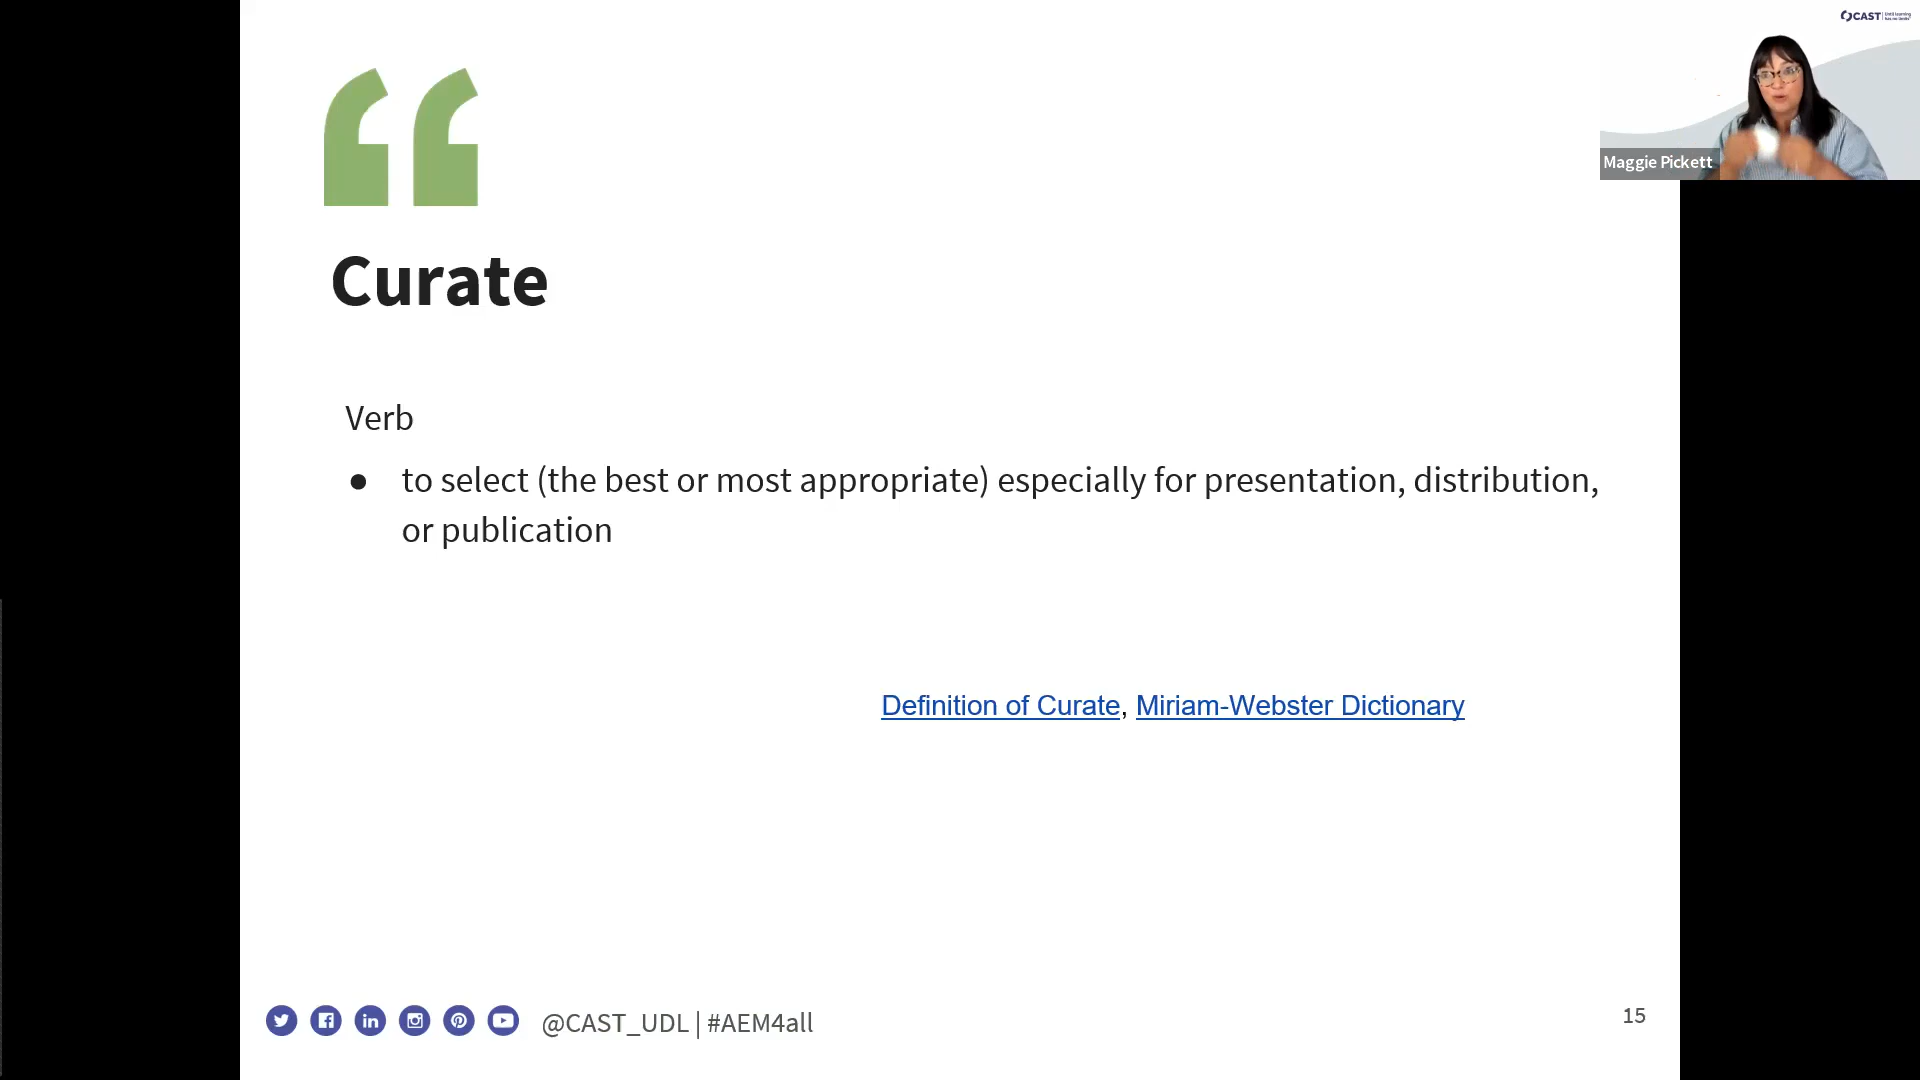 CAST
Maggie Pickett
Curate
Verb
● to select (the best or most appropriate) especially for presentation, distribution,
or publication
Definition of Curate, Miriam-Webster Dictionary
@CAST_UDL | #AEM4all
15